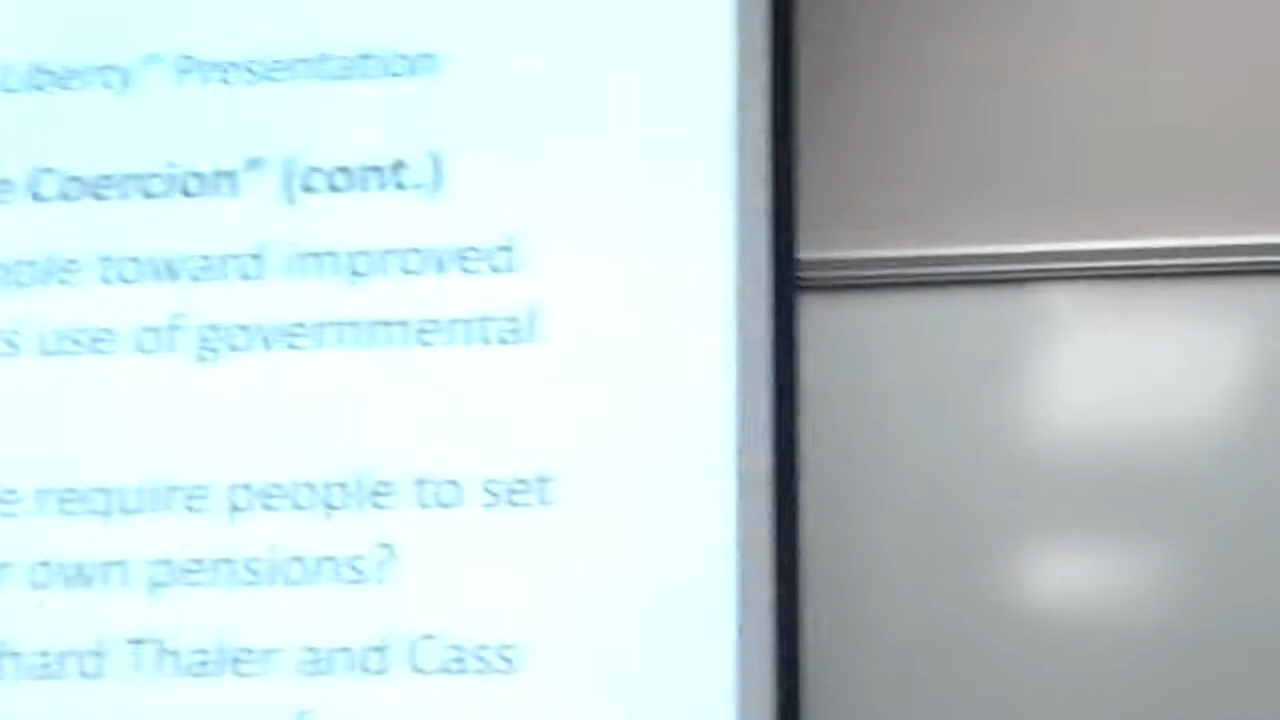 Liberty" Presentation
e Coercion" (cont.)
ople toward improved
s use of governmental
e require people to set
r own pensions?
hard Thaler and Cass